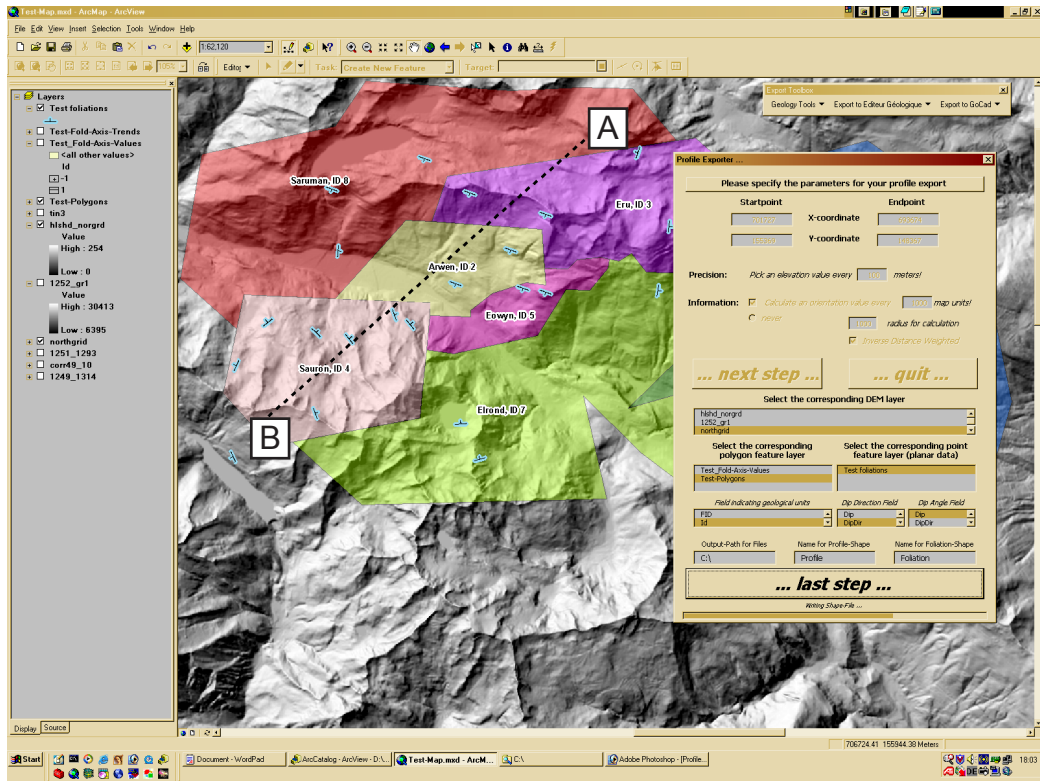 Test-Map.mxd - ArcMap - ArcView
File Edit View Insert Selection Tools Window Help
1:62,120
105%
Editor
Task: Create New Feature
Target:
Layers
Test foliations
Test-Fold-Axis-Trends
Test_Fold-Axis-Values
<all other values>
Id
-1
1
Test-Polygons
tin3
hlshd_norgrd
Value
High : 254
Low : 0
1252_gr1
Value
High : 30413
Low : 6395
northgrid
1251_1293
corr49_10
1249_1314
Display Source
A
B
Saruman, ID 8
Eru, ID 3
Arwen, ID 2
Eowyn, ID 5
Sauron, ID 4
Elrond, ID 7
Export Toolbox
Geology Tools Export to Editeur Géologique Export to GoCad
Profile Exporter ...
Please specify the parameters for your profile export
Startpoint Endpoint
X-coordinate
Y-coordinate
Precision: Pick an elevation value every meters!
Information: Calculate an orientation value every map units!
never
radius for calculation
Inverse Distance Weighted
... next step ... ... quit ...
Select the corresponding DEM layer
hlshd_norgrd
1252_gr1
northgrid
Select the corresponding polygon feature layer
Select the corresponding point feature layer (planar data)
Test_Fold-Axis-Values
Test-Polygons
Test foliations
Field indicating geological units Dip Direction Field Dip Angle Field
FID
Id
Dip
DipDir
Dip
DipDir
Output-Path for Files Name for Profile-Shape Name for Foliation-Shape
C:\ Profile Foliation
... last step ...
Writing Shape-File ...
706724.41 155944.38 Meters
Start
Document - WordPad
ArcCatalog - ArcView - D:\...
Test-Map.mxd - ArcM...
C:\
Adobe Photoshop - [Profile...
DE
18:03